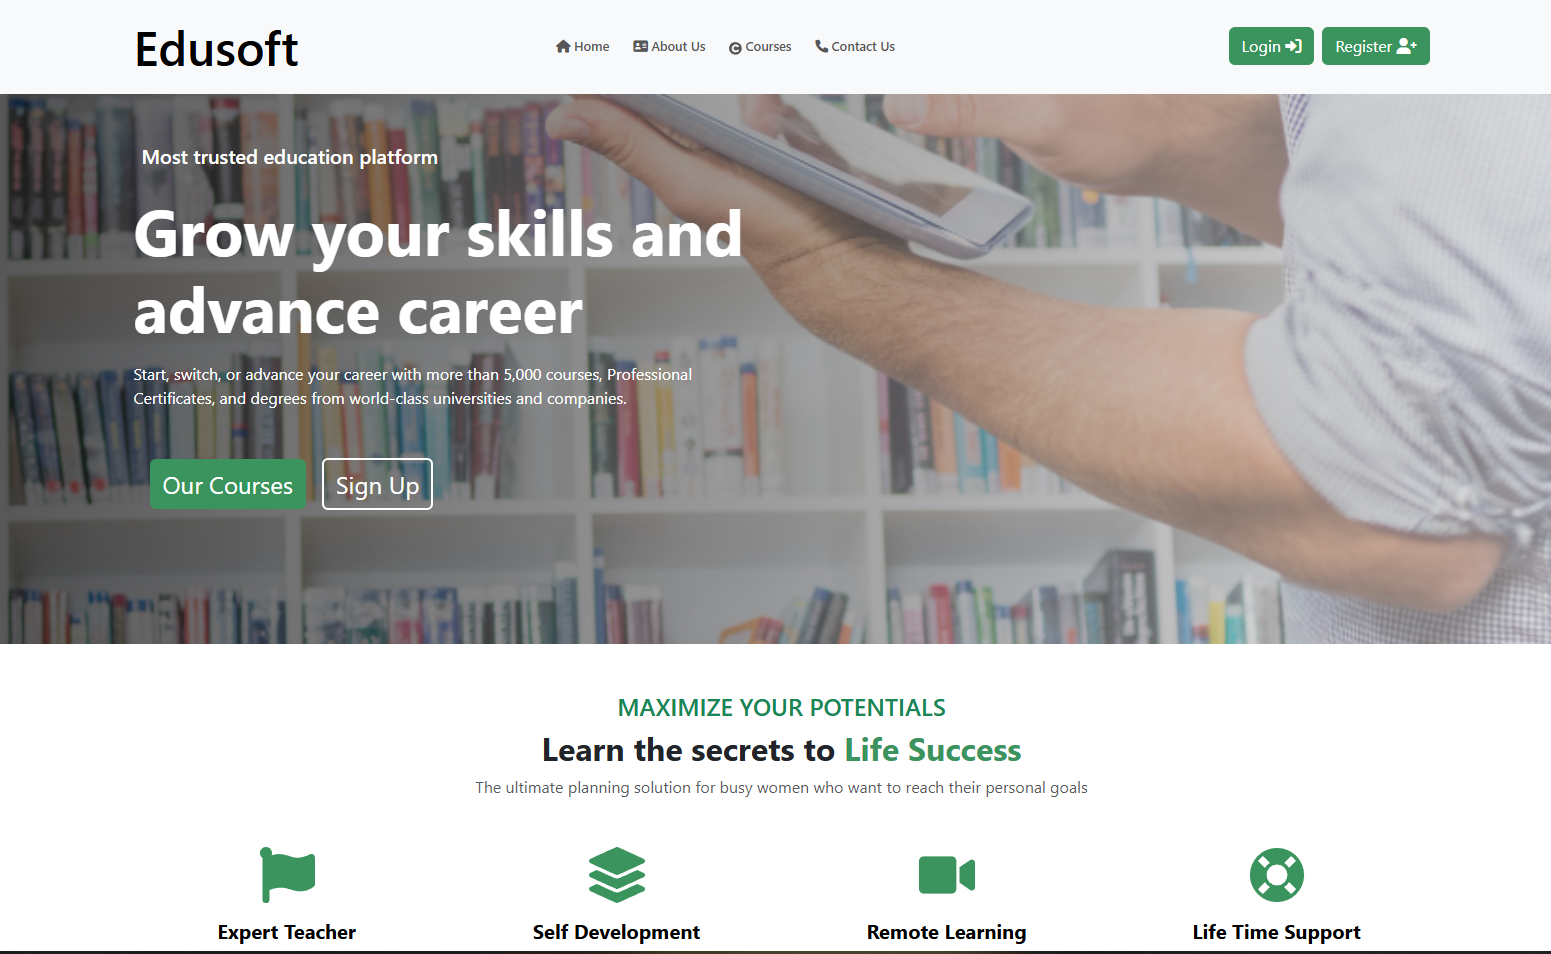 Edusoft
Home About Us Courses Contact Us
Login Register
Most trusted education platform
Grow your skills and
advance career
Start, switch, or advance your career with more than 5,000 courses, Professional
Certificates, and degrees from world-class universities and companies.
Our Courses Sign Up
MAXIMIZE YOUR POTENTIALS
Learn the secrets to Life Success
The ultimate planning solution for busy women who want to reach their personal goals
Expert Teacher Self Development Remote Learning Life Time Support